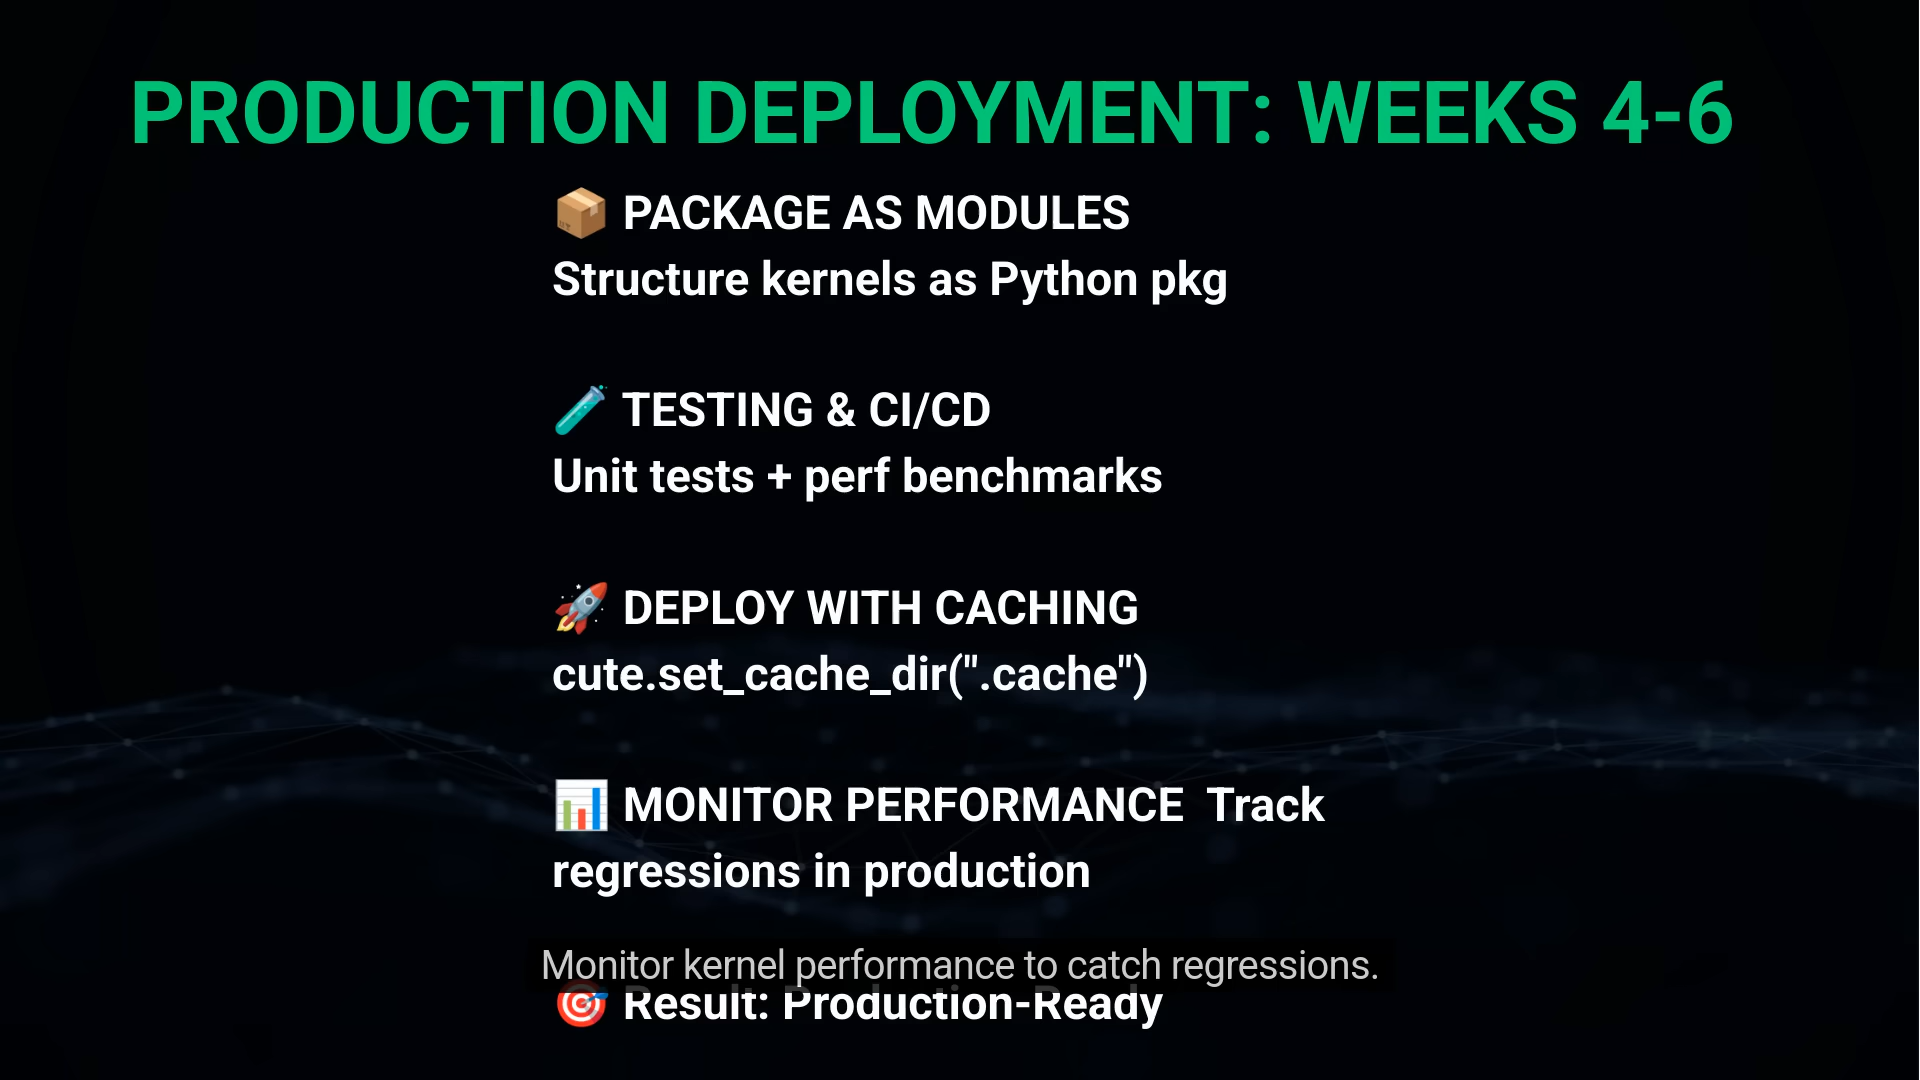 PRODUCTION DEPLOYMENT: WEEKS 4-6
📦 PACKAGE AS MODULES
Structure kernels as Python pkg
🧪 TESTING & CI/CD
Unit tests + perf benchmarks
🚀 DEPLOY WITH CACHING
cute.set_cache_dir(".cache")
📊 MONITOR PERFORMANCE  Track
regressions in production
Monitor kernel performance to catch regressions.
🎯 Result: Production-Ready